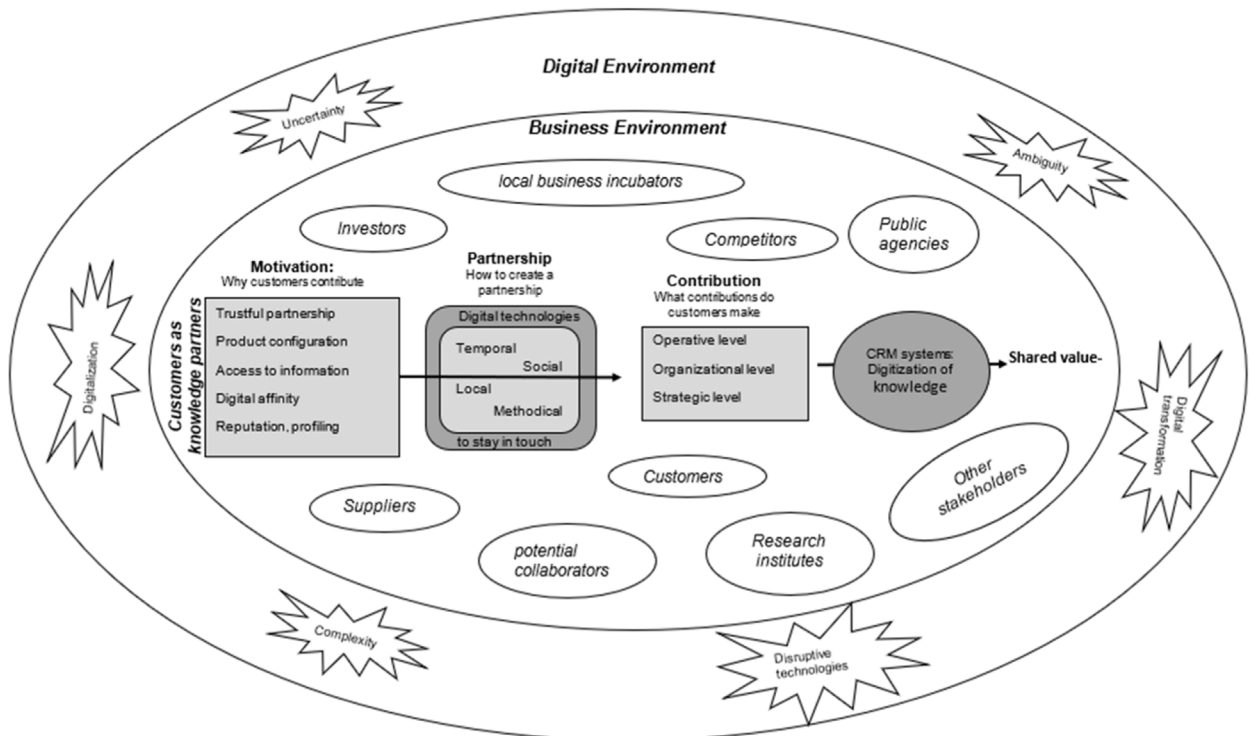 Digital Environment
Uncertainty
Business Environment
Ambiguity
local business incubators
Investors
Competitors
Public
agencies
Motivation:
Why customers contribute
Partnership
How to create a
partnership
Contribution
What contributions do
customers make
Digitalization
Customers as
knowledge partners
Trustful partnership
Product configuration
Access to information
Digital affinity
Reputation, profiling
Digital technologies
Temporal
Social
Local
Methodical
to stay in touch
Operative level
Organizational level
Strategic level
CRM systems:
Digitization of
knowledge
Shared value-
Digital
transformation
Customers
Other
stakeholders
Suppliers
potential
collaborators
Research
institutes
Complexity
Disruptive
technologies